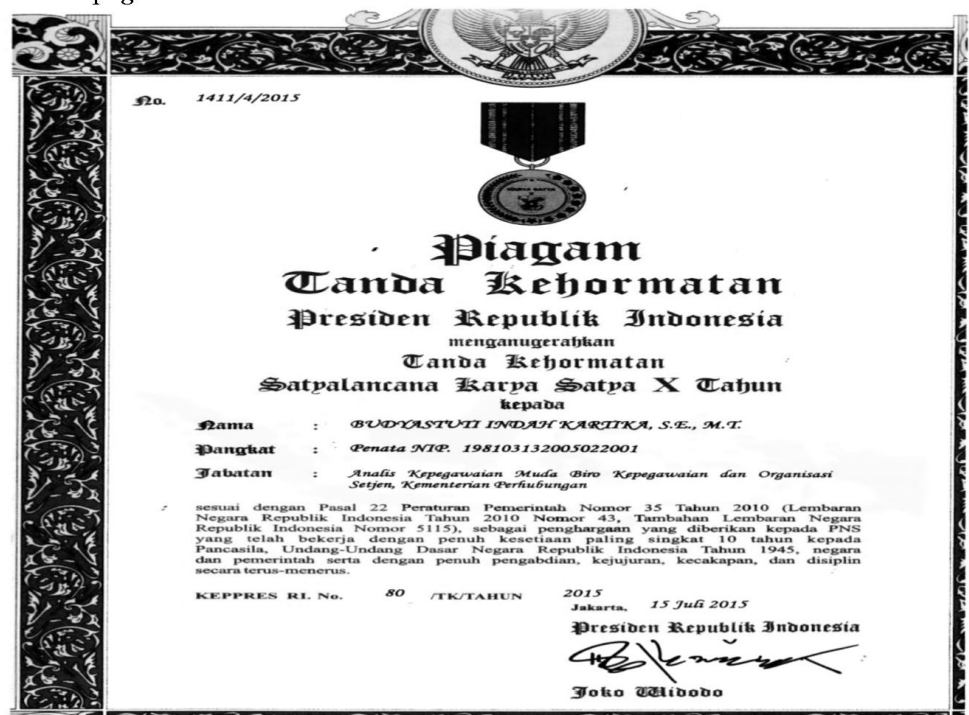 No. 1411/4/2015
Piagam
Tanda Kehormatan
Presiden Republik Indonesia
menganugerahkan
Tanda Kehormatan
Satyalancana Karya Satya X Tahun
kepada
Nama : BUDYASTUTI INDAH KARTIKA, S.E., M.T.
Pangkat : Penata NIP. 198103132005022001
Jabatan : Analis Kepegawaian Muda Biro Kepegawaian dan Organisasi
Setjen, Kementerian Perhubungan
sesuai dengan Pasal 22 Peraturan Pemerintah Nomor 35 Tahun 2010 (Lembaran
Negara Republik Indonesia Tahun 2010 Nomor 43, Tambahan Lembaran Negara
Republik Indonesia Nomor 5115), sebagai penghargaan yang diberikan kepada PNS
yang telah bekerja dengan penuh kesetiaan paling singkat 10 tahun kepada
Pancasila, Undang-Undang Dasar Negara Republik Indonesia Tahun 1945, negara
dan pemerintah serta dengan penuh pengabdian, kejujuran, kecakapan, dan disiplin
secara terus-menerus.
KEPPRES RI. No. 80 /TK/TAHUN 2015
Jakarta, 15 Juli 2015
Presiden Republik Indonesia
Joko Widodo